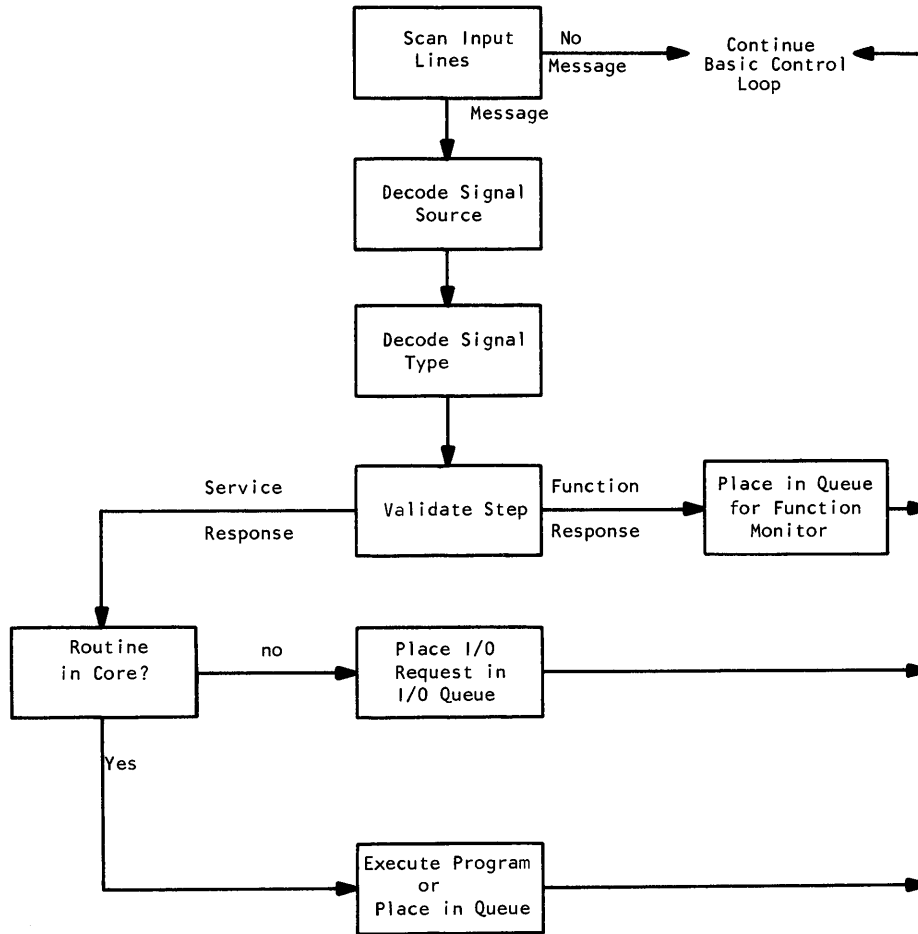 Scan Input
Lines
No
Message
Continue
Basic Control
Loop
Message
Decode Signal
Source
Decode Signal
Type
Service
Response
Validate Step
Function
Response
Place in Queue
for Function
Monitor
Routine
in Core?
no
Place I/O
Request in
I/O Queue
Yes
Execute Program
or
Place in Queue